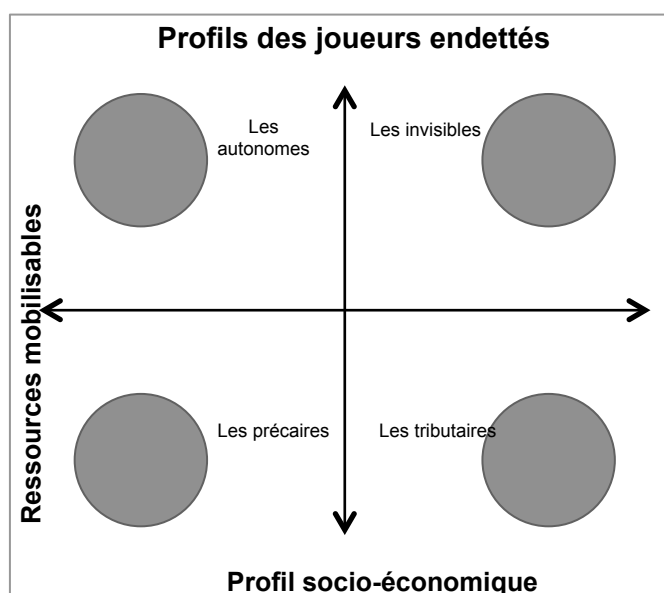 Profils des joueurs endettés
Les
autonomes
Les invisibles
Ressources mobilisables
Les précaires
Les tributaires
Profil socio-économique